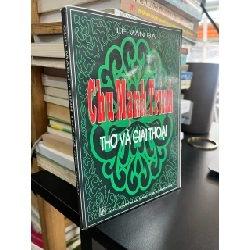 LÊ VĂN BA
Chu Mạnh Trinh
THƠ VÀ GIAI THOẠI